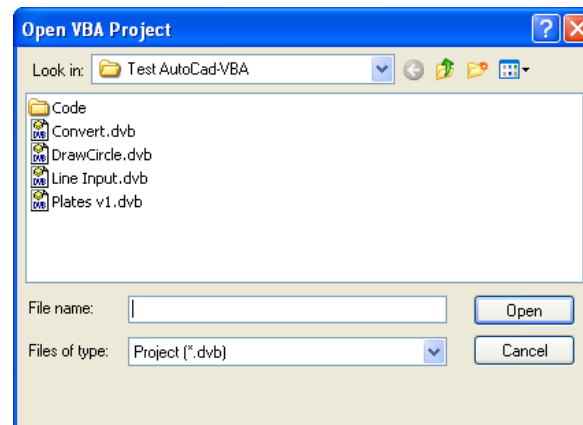 Open VBA Project
Look in: Test AutoCad-VBA
Code
Convert.dvb
DrawCircle.dvb
Line Input.dvb
Plates v1.dvb
File name: Open
Files of type: Project (*.dvb) Cancel